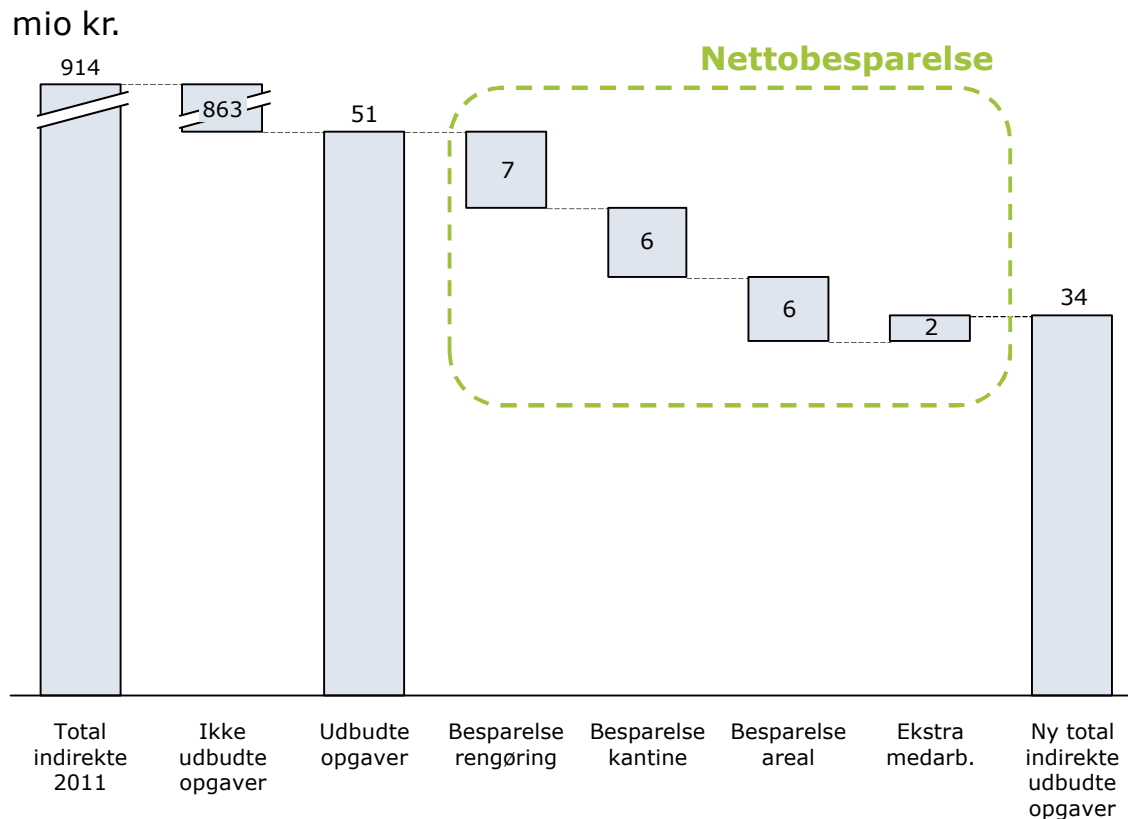 mio kr.
Nettobesparelse
914
863
51
7
6
6
2
34
Total
indirekte
2011
Ikke
udbudte
opgaver
Udbudte
opgaver
Besparelse
rengøring
Besparelse
kantine
Besparelse
areal
Ekstra
medarb.
Ny total
indirekte
udbudte
opgaver